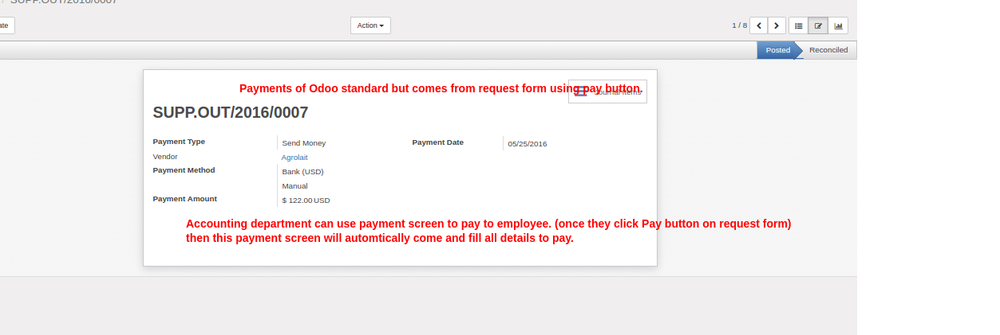 SUPP.OUT/2016/0007
ate
Action
1 / 8
Posted
Reconciled
Payments of Odoo standard but comes from request form using pay button.
Journal Items
SUPP.OUT/2016/0007
Payment Type
Send Money
Payment Date
05/25/2016
Vendor
Agrolait
Payment Method
Bank (USD)
Manual
Payment Amount
$ 122.00 USD
Accounting department can use payment screen to pay to employee. (once they click Pay button on request form)
then this payment screen will automtically come and fill all details to pay.